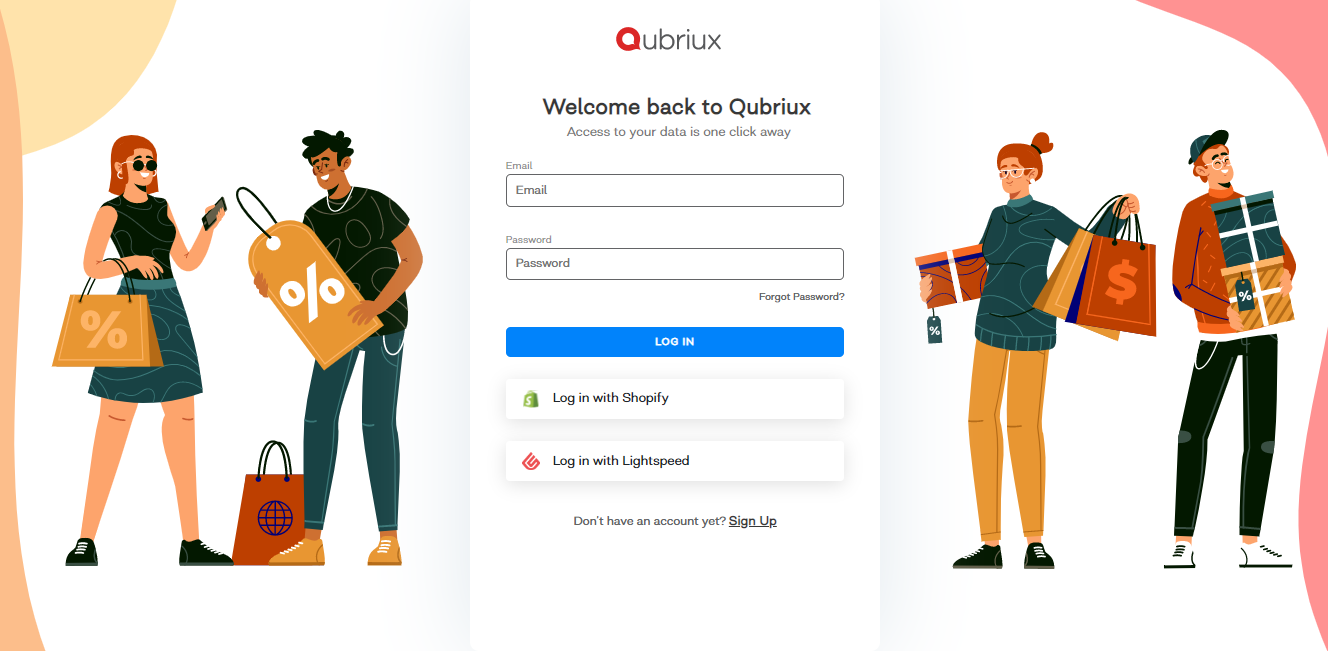 Qubriux
Welcome back to Qubriux
Access to your data is one click away
Email
Email
Password
Password
Forgot Password?
LOG IN
Log in with Shopify
Log in with Lightspeed
Don't have an account yet? Sign Up
%
%
%
$
%